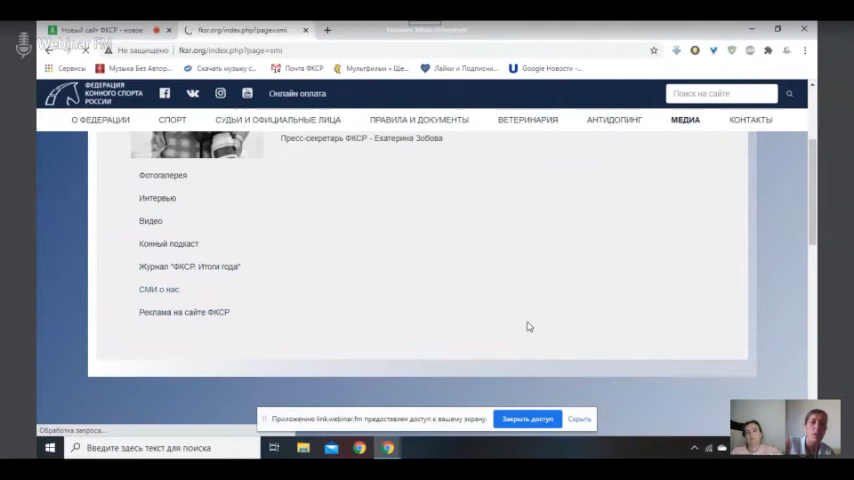 Новый сайт ФКСР - новое
fksr.org/index.php?page=smi
Webinar FM
Не защищено
fksr.org/index.php?page=smi
Сервисы
Музыка Без Автор...
Скачать музыку с...
Почта ФКСР
Мультфильмы « Ще...
Лайки и Подписчи...
Google Новости –...
ФЕДЕРАЦИЯ
КОННОГО СПОРТА
РОССИИ
Онлайн оплата
Поиск на сайте
О ФЕДЕРАЦИИ
СПОРТ
СУДЬИ И ОФИЦИАЛЬНЫЕ ЛИЦА
ПРАВИЛА И ДОКУМЕНТЫ
ВЕТЕРИНАРИЯ
АНТИДОПИНГ
МЕДИА
КОНТАКТЫ
Пресс-секретарь ФКСР - Екатерина Зобова
Фотогалерея
Интервью
Видео
Конный подкаст
Журнал "ФКСР. Итоги года"
СМИ о нас
Реклама на сайте ФКСР
Приложению link.webinar.fm предоставлен доступ к вашему экрану.
Закрыть доступ
Скрыть
Обработка запроса...
Введите здесь текст для поиска